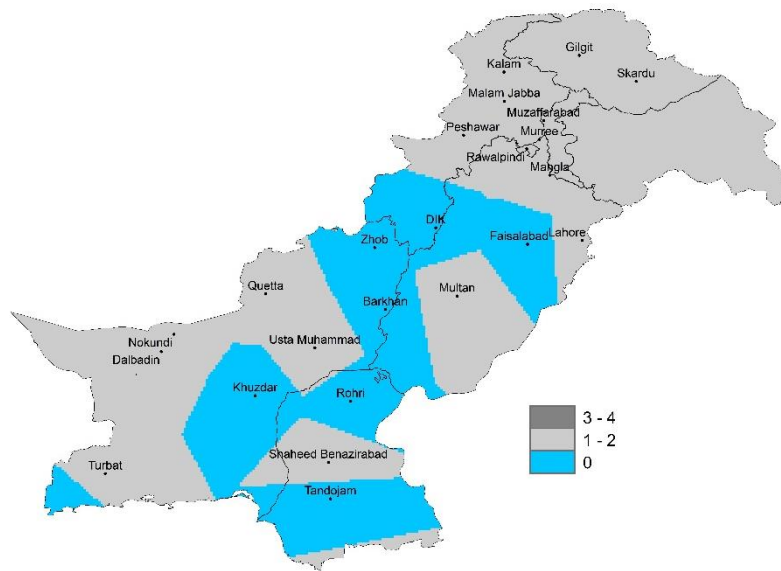 Gilgit
Kalam
Skardu
Malam Jabba
Muzaffarabad
Peshawar
Murree
Rawalpindi
Mangla
DIK
Zhob
Faisalabad
Lahore
Quetta
Multan
Barkhan
Nokundi
Usta Muhammad
Dalbadin
Khuzdar
Rohri
3 - 4
1 - 2
Shaheed Benazirabad
Turbat
0
Tandojam